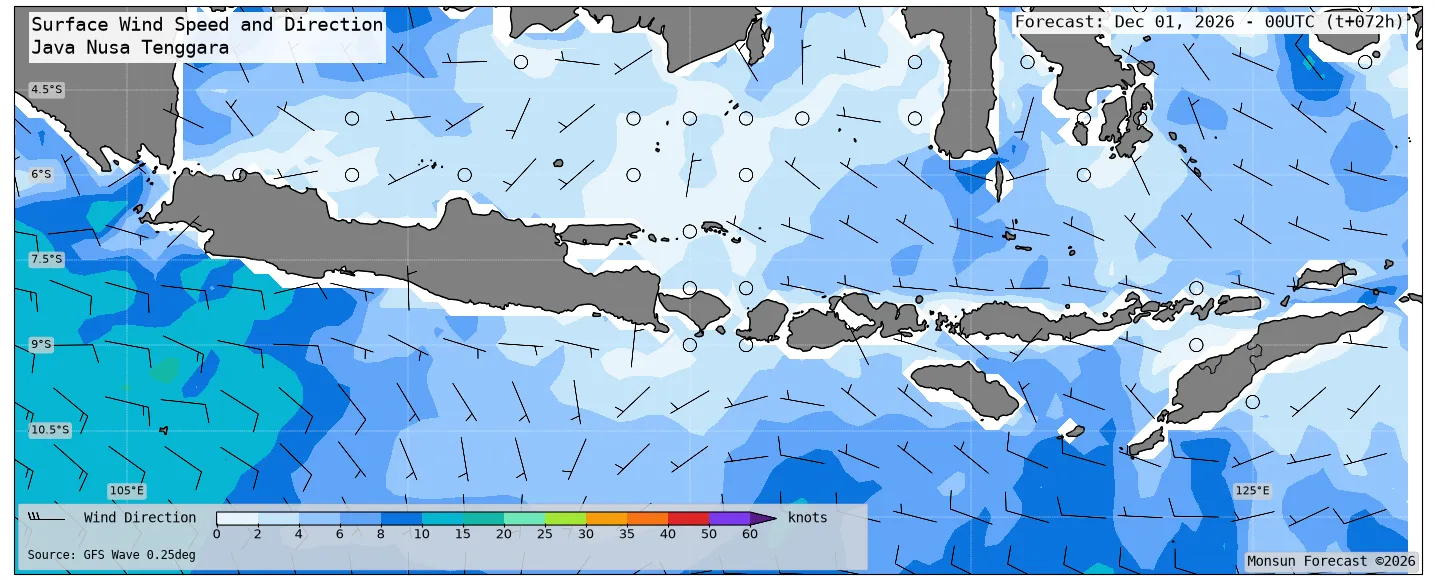 Surface Wind Speed and Direction
Java Nusa Tenggara
Forecast: Dec 01, 2026 - 00UTC (t+072h)
4.5°S
6°S
7.5°S
9°S
10.5°S
105°E
125°E
Wind Direction
0 2 4 6 8 10 15 20 25 30 35 40 50 60
knots
Source: GFS Wave 0.25deg
Monsun Forecast ©2026